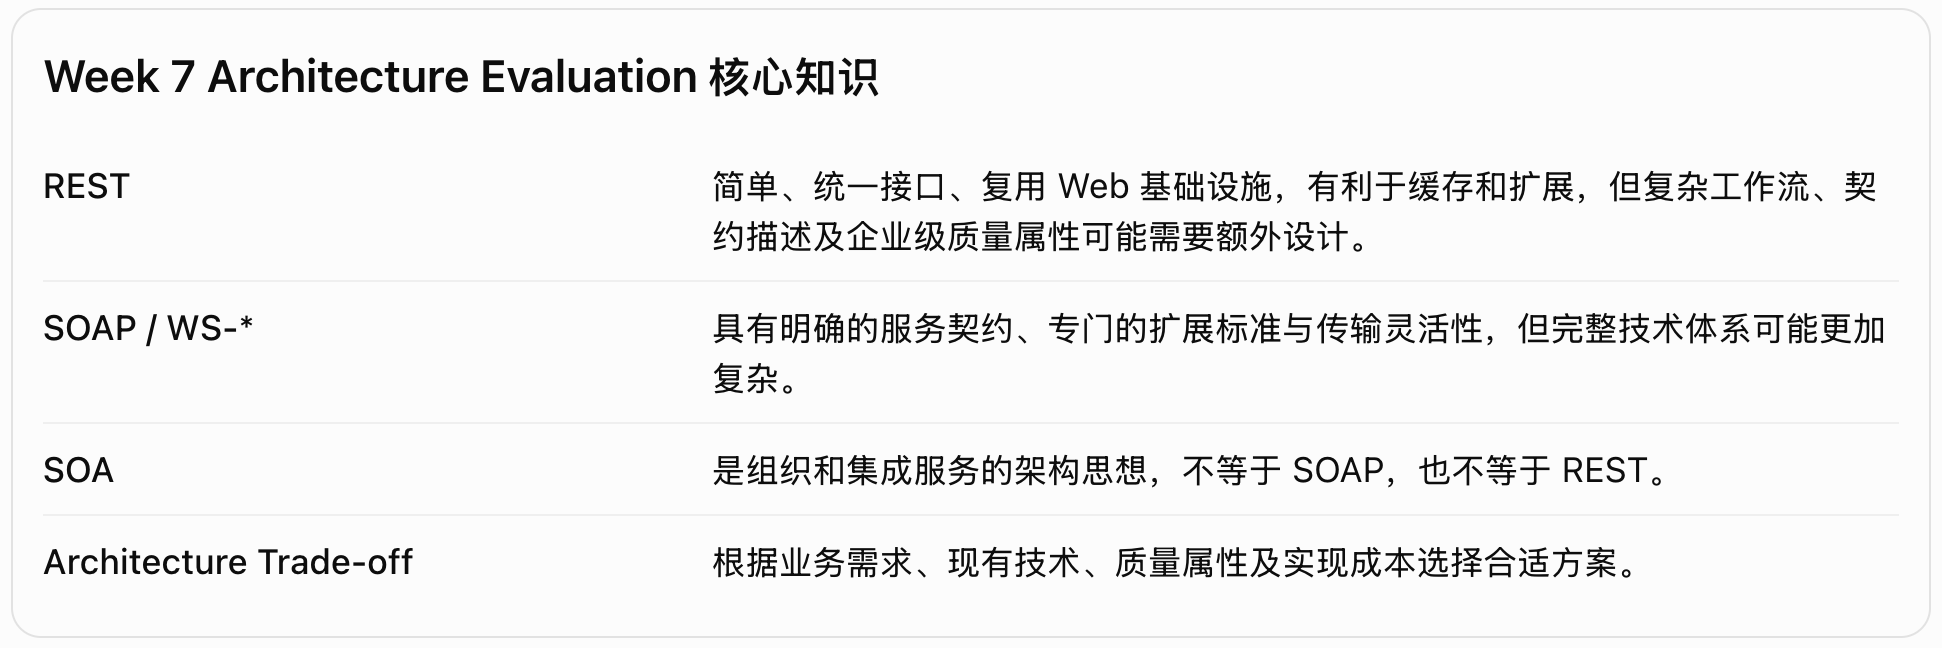 Week 7 Architecture Evaluation 核心知识
REST
简单、统一接口、复用 Web 基础设施，有利于缓存和扩展，但复杂工作流、契
约描述及企业级质量属性可能需要额外设计。
SOAP / WS-*
具有明确的服务契约、专门的扩展标准与传输灵活性，但完整技术体系可能更加
复杂。
SOA
是组织和集成服务的架构思想，不等于 SOAP，也不等于 REST。
Architecture Trade-off
根据业务需求、现有技术、质量属性及实现成本选择合适方案。